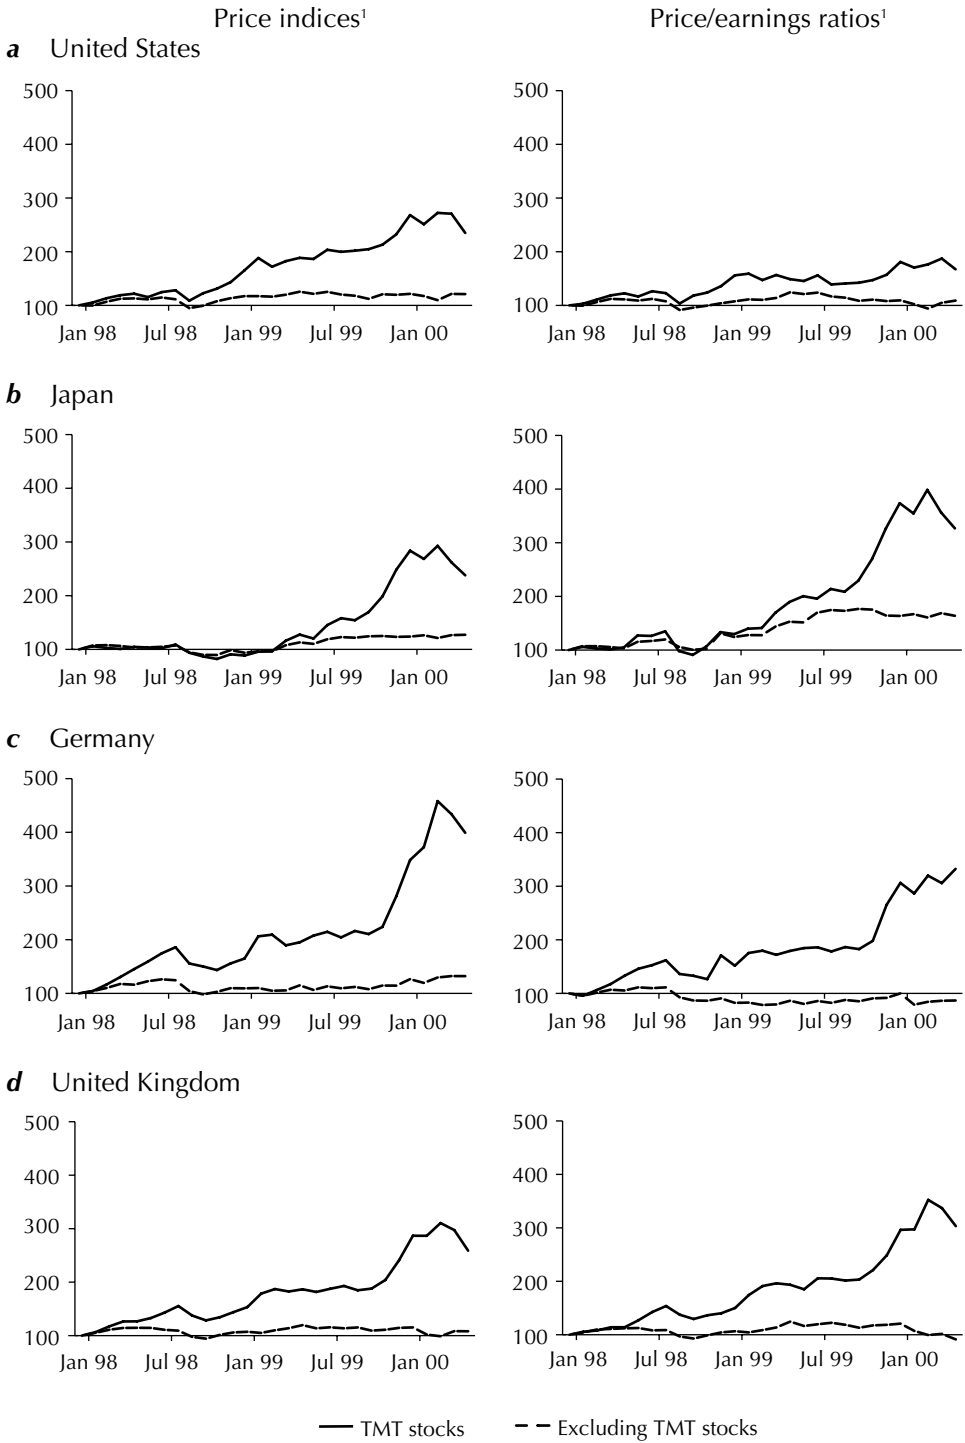 Price indices¹ Price/earnings ratios¹
a United States
500 500
400 400
300 300
200 200
100 100
Jan 98 Jul 98 Jan 99 Jul 99 Jan 00 Jan 98 Jul 98 Jan 99 Jul 99 Jan 00
b Japan
500 500
400 400
300 300
200 200
100 100
Jan 98 Jul 98 Jan 99 Jul 99 Jan 00 Jan 98 Jul 98 Jan 99 Jul 99 Jan 00
c Germany
500 500
400 400
300 300
200 200
100 100
Jan 98 Jul 98 Jan 99 Jul 99 Jan 00 Jan 98 Jul 98 Jan 99 Jul 99 Jan 00
d United Kingdom
500 500
400 400
300 300
200 200
100 100
Jan 98 Jul 98 Jan 99 Jul 99 Jan 00 Jan 98 Jul 98 Jan 99 Jul 99 Jan 00
TMT stocks Excluding TMT stocks